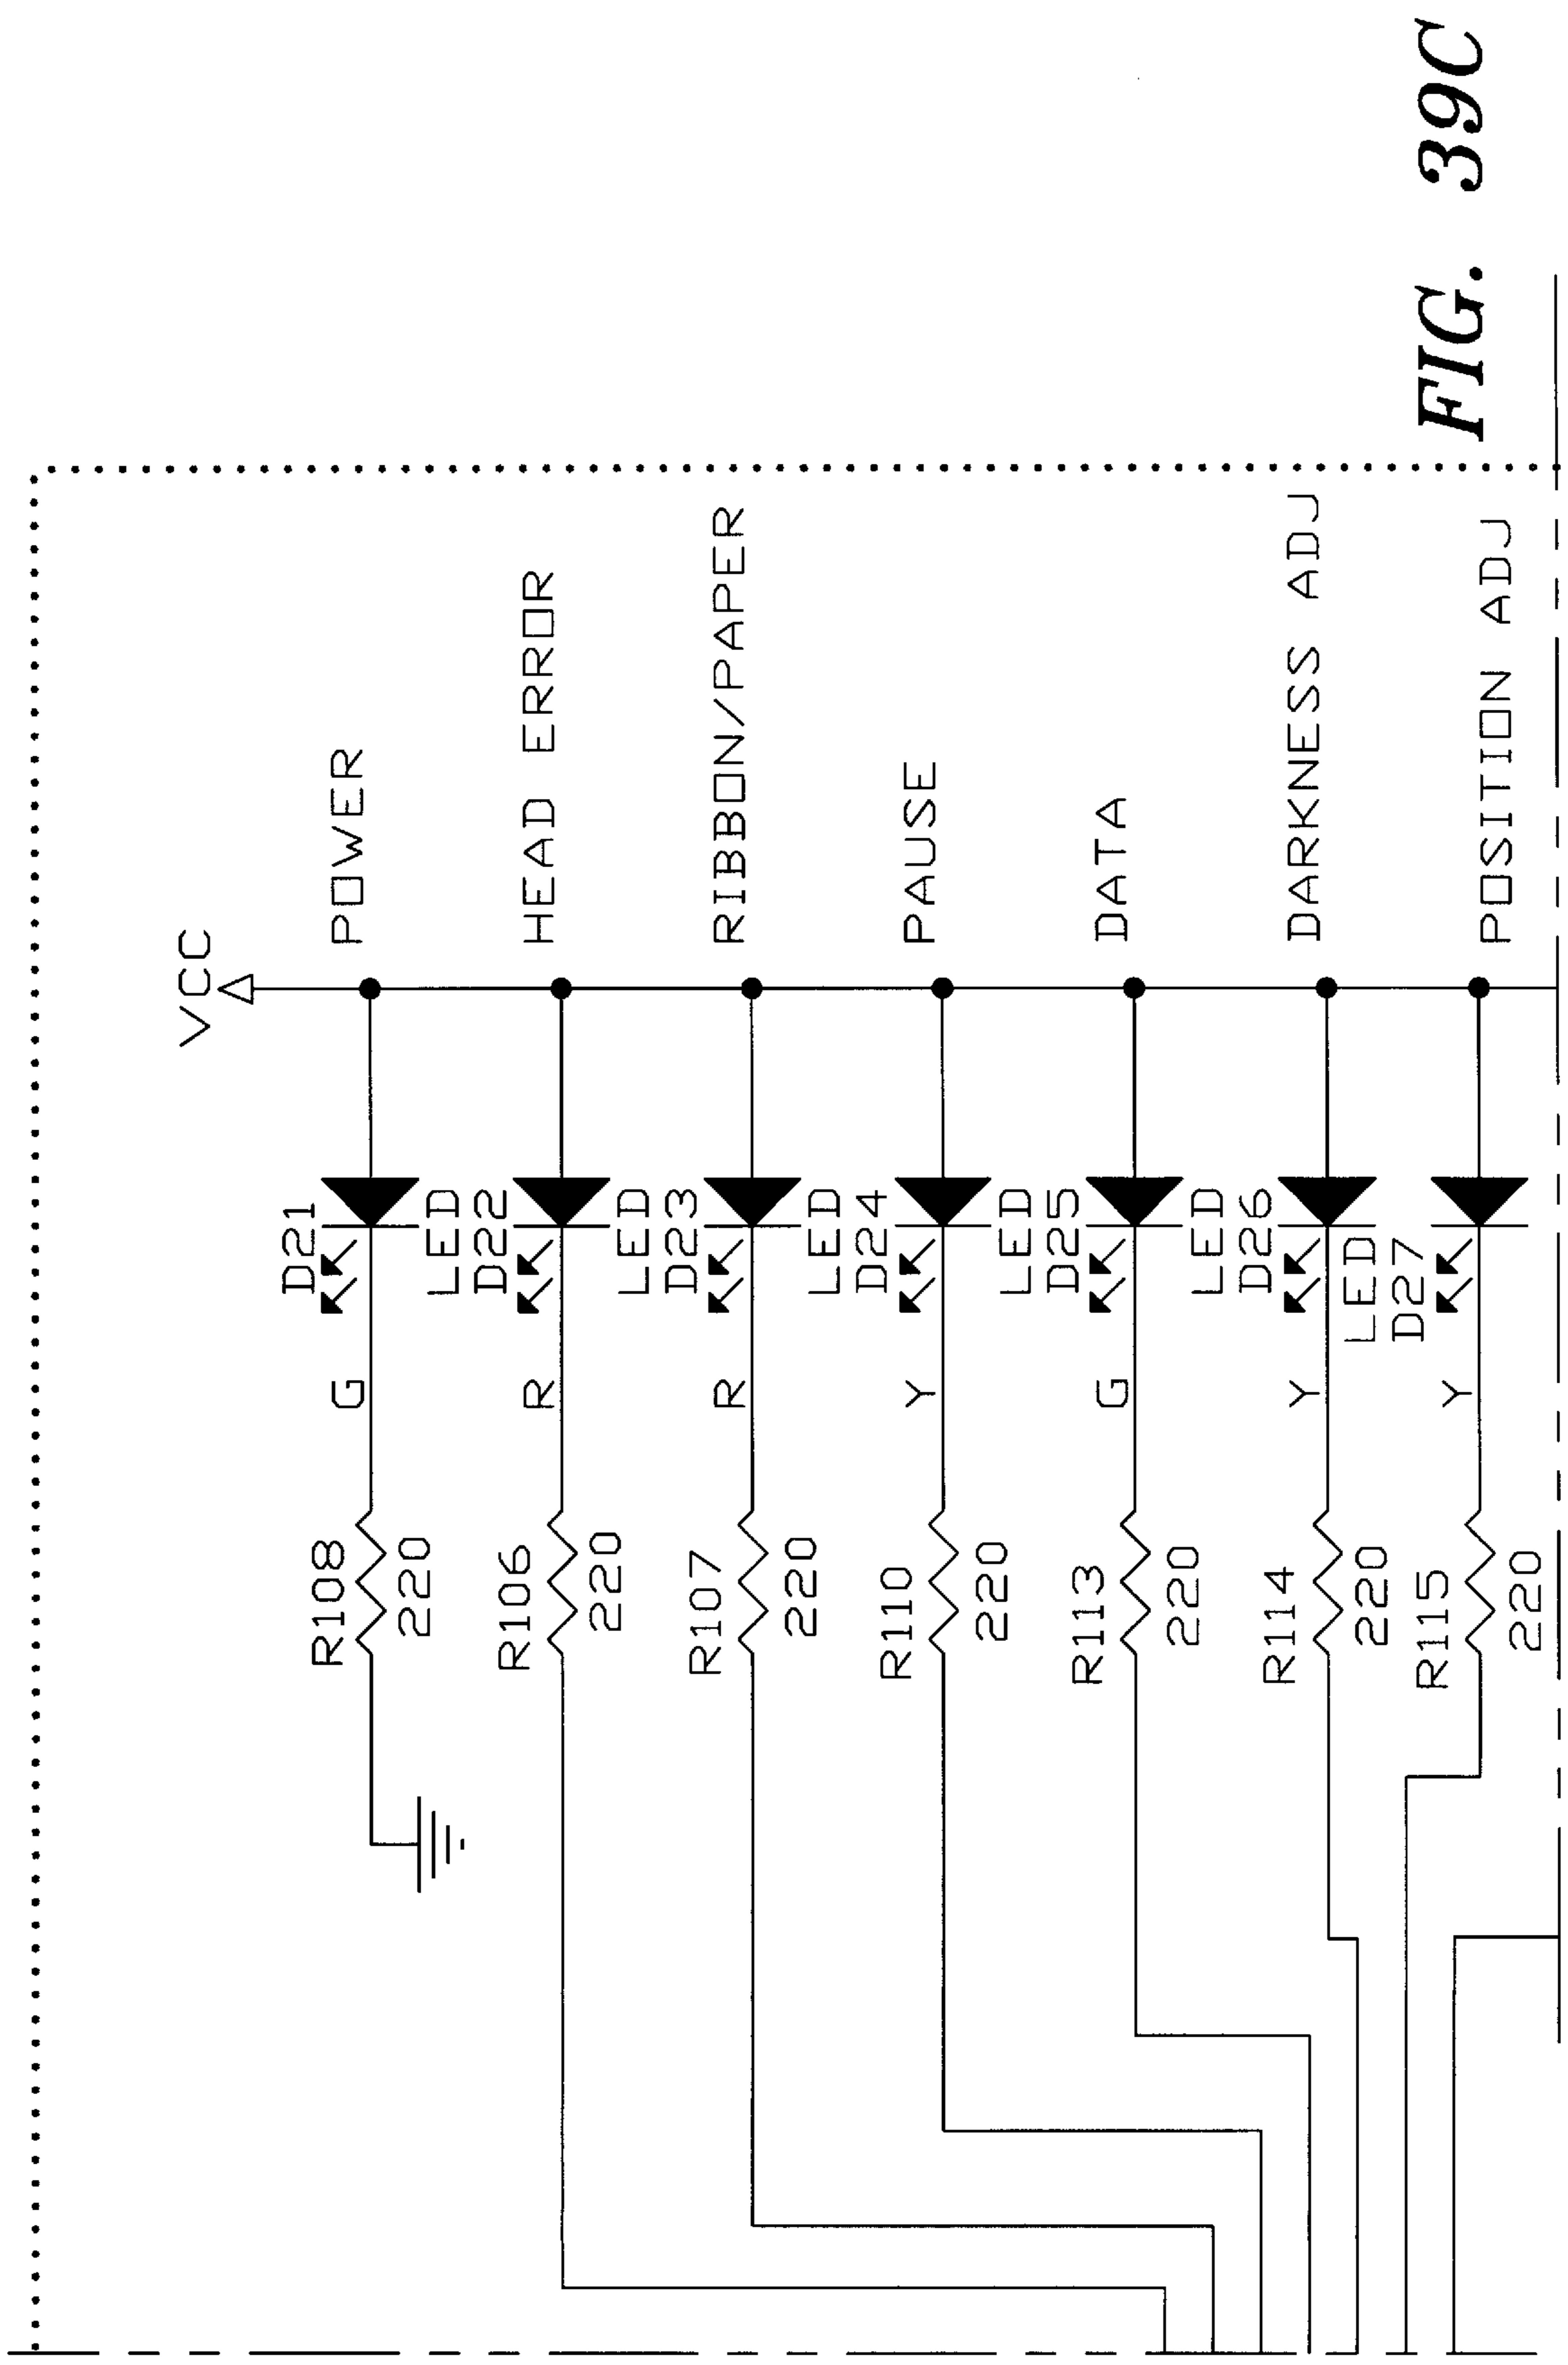 VCC
R108
220
G
D21
LED
POWER
R106
220
R
D22
LED
HEAD ERROR
R107
220
R
D23
LED
RIBBON/PAPER
R110
220
Y
D24
LED
PAUSE
R113
220
G
D25
LED
DATA
R114
220
Y
D26
LED
DARKNESS ADJ
R115
220
Y
D27
POSITION ADJ
FIG. 39C